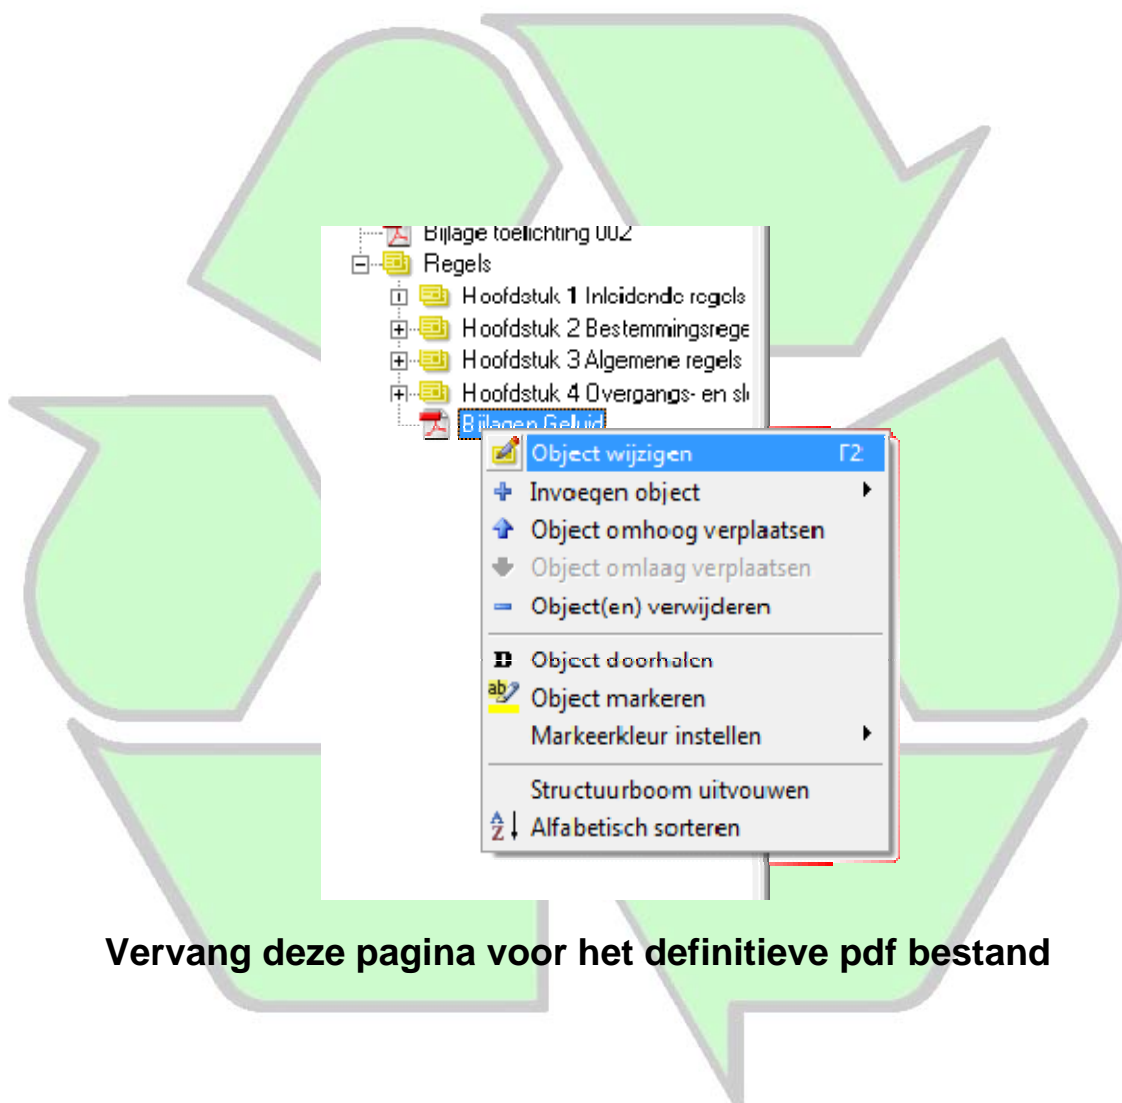 Bijlage toelichting 002
Regels
Hoofdstuk 1 Inleidende regels
Hoofdstuk 2 Bestemmingsrege
Hoofdstuk 3 Algemene regels
Hoofdstuk 4 Overgangs- en sl
Bijlagen Geluid
Object wijzigen F2
Invoegen object
Object omhoog verplaatsen
Object omlaag verplaatsen
Object(en) verwijderen
Object doorhalen
Object markeren
Markeerkleur instellen
Structuurboom uitvouwen
Alfabetisch sorteren
Vervang deze pagina voor het definitieve pdf bestand